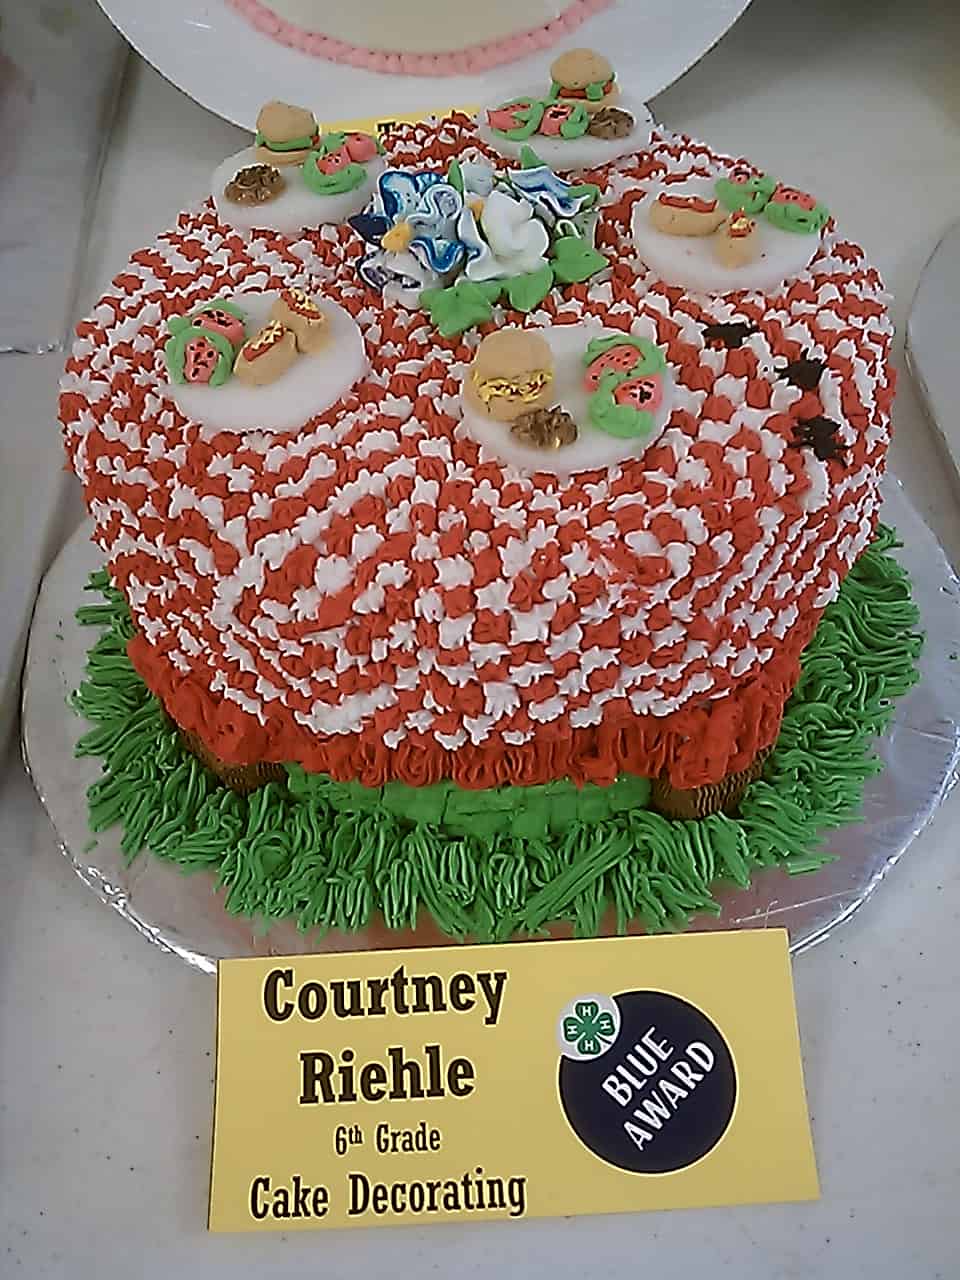 Courtney
Riehle
6th Grade
Cake Decorating
H H
H H
BLUE
AWARD